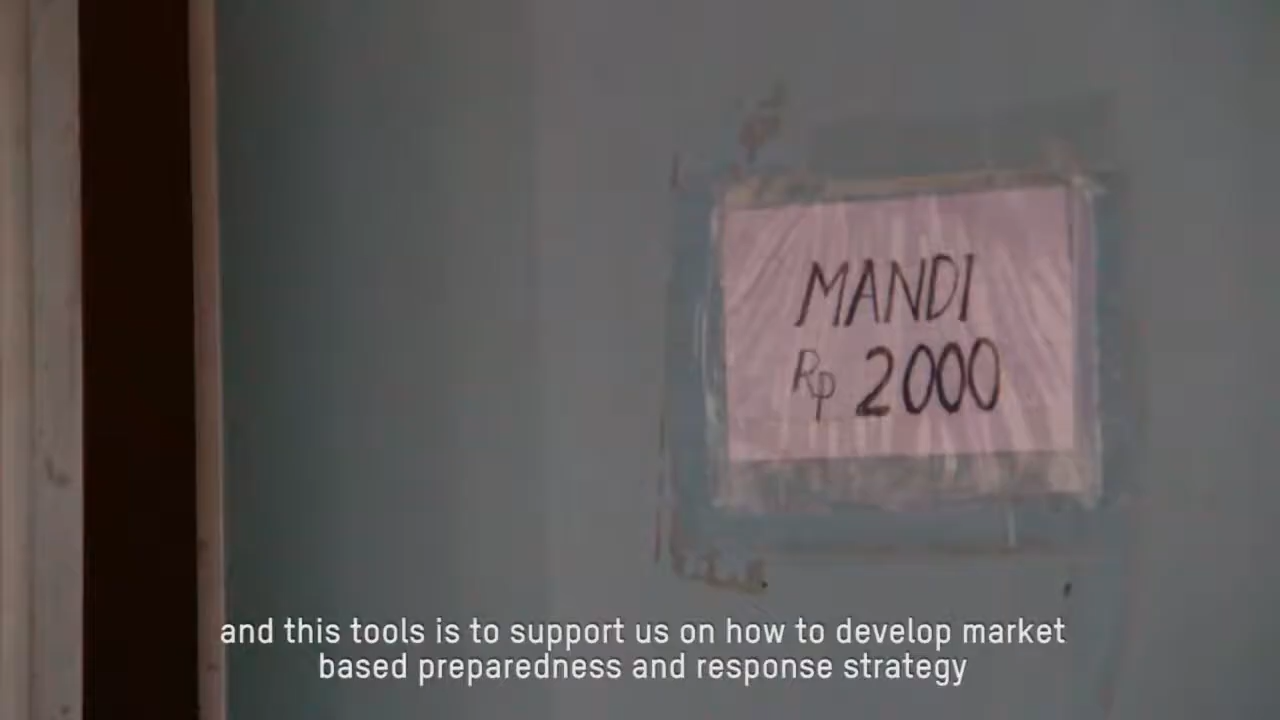 MANDI
Rp 2000
and this tools is to support us on how to develop market
based preparedness and response strategy